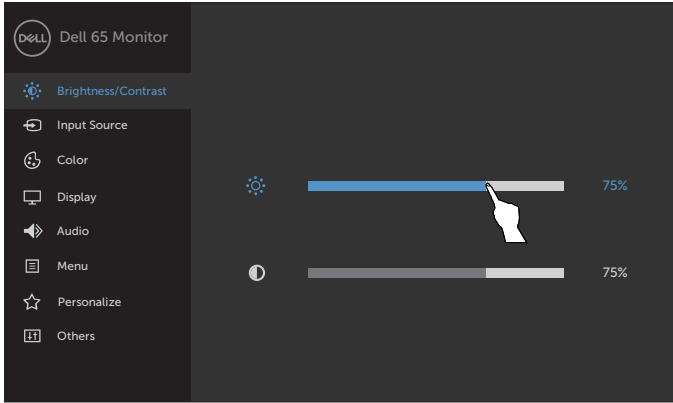 DELL
Dell 65 Monitor
Brightness/Contrast
Input Source
Color
Display
Audio
Menu
Personalize
Others
75%
75%